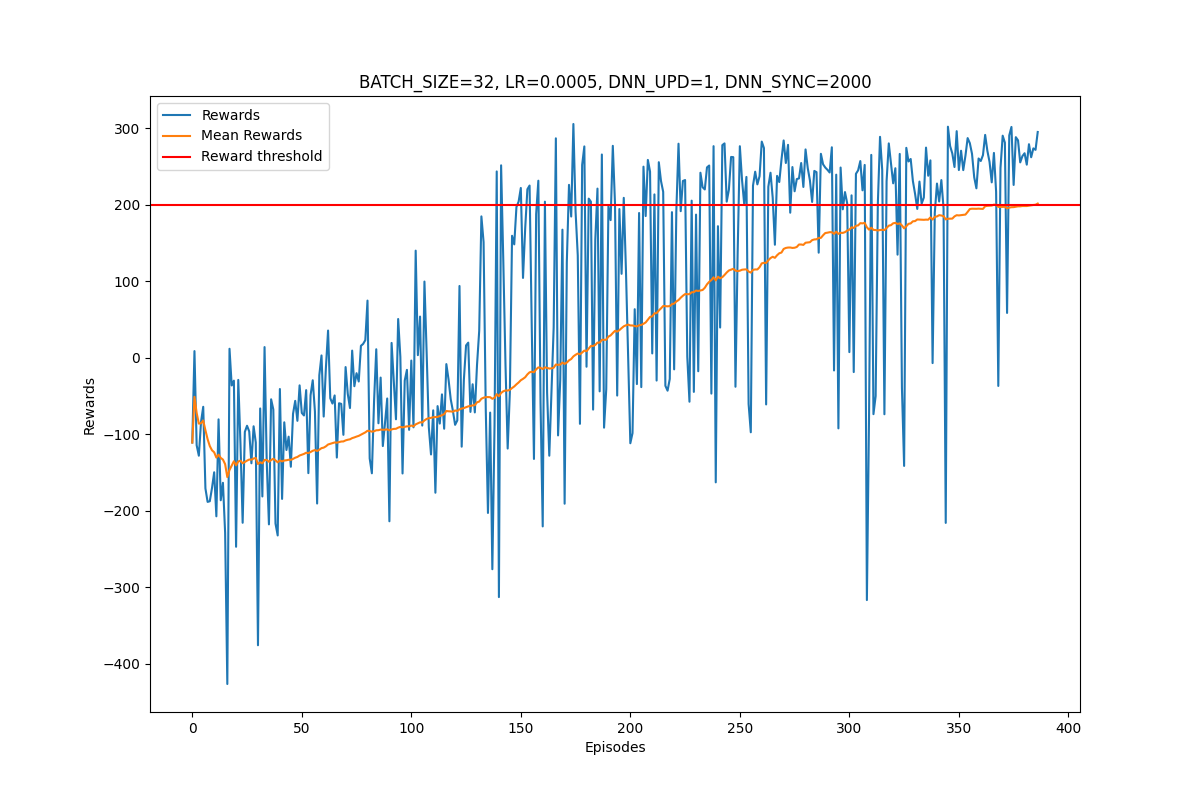 BATCH_SIZE=32, LR=0.0005, DNN_UPD=1, DNN_SYNC=2000
Rewards
Mean Rewards
Reward threshold
300
200
100
0
−100
−200
−300
−400
Rewards
0 50 100 150 200 250 300 350 400
Episodes